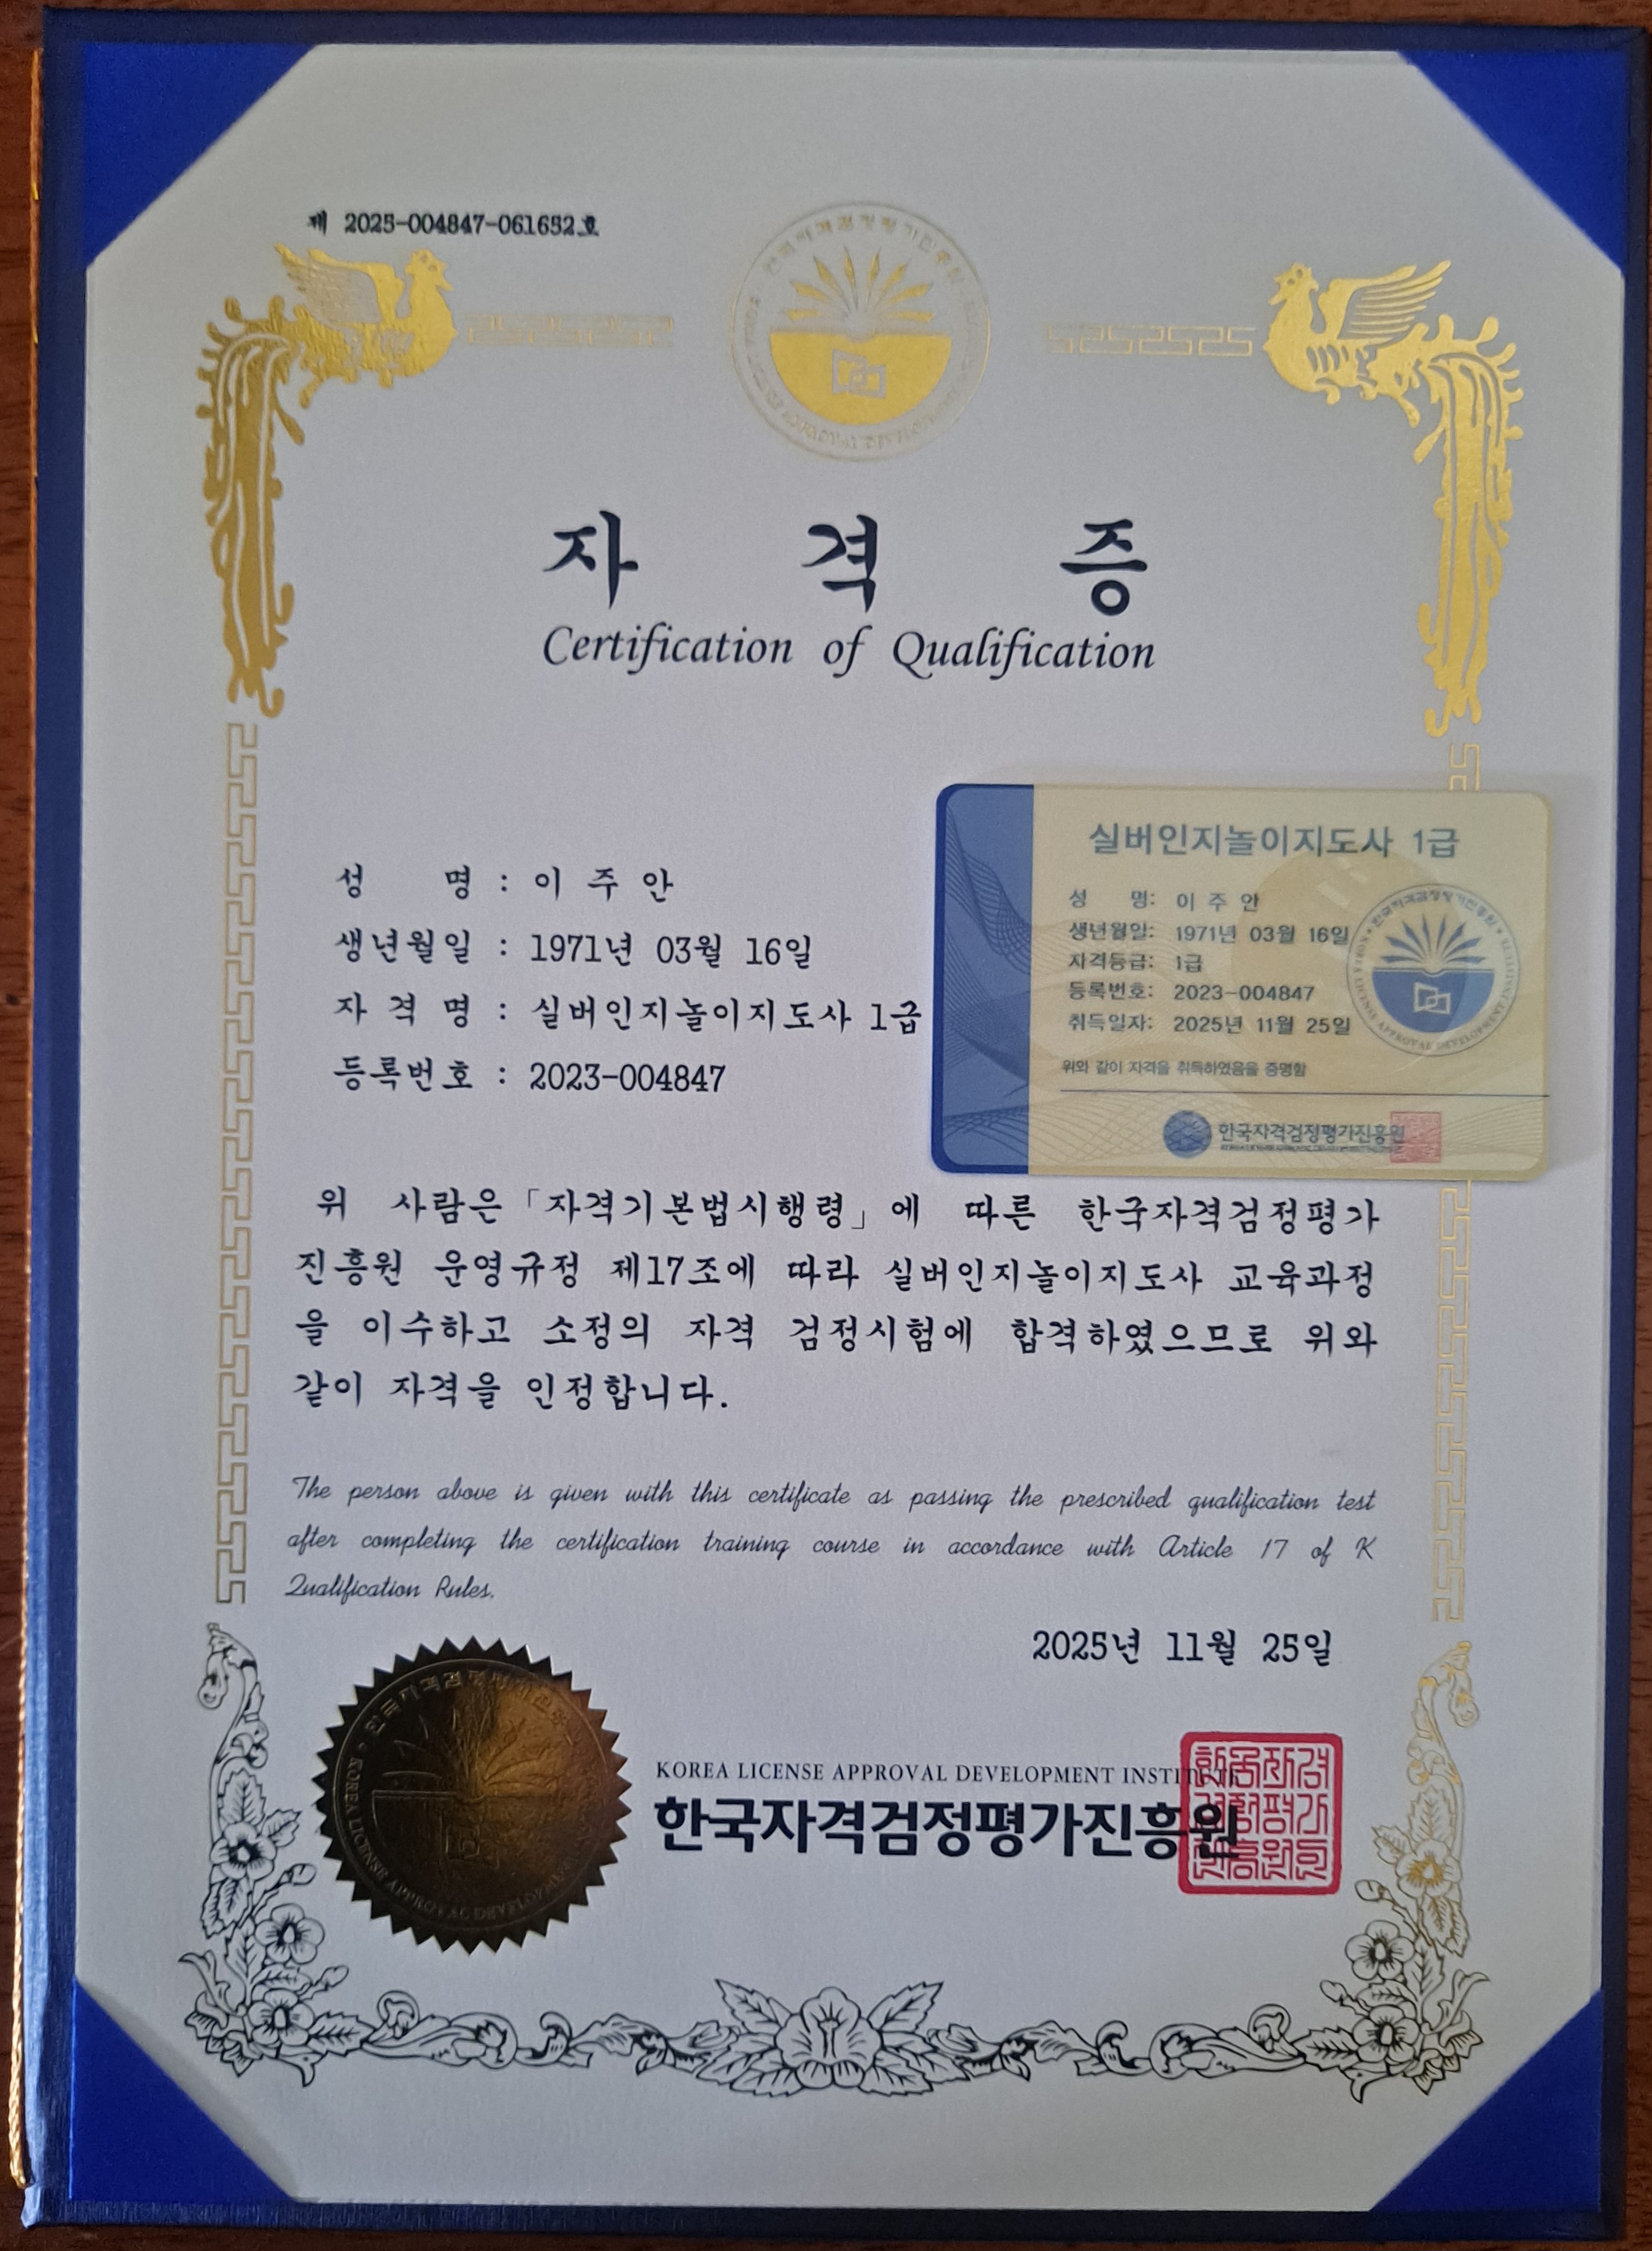 제 2025-004847-061652호
자 격 증
Certification of Qualification
성 명 : 이 주 안
생년월일 : 1971년 03월 16일
자 격 명 : 실버인지놀이지도사 1급
등록번호 : 2023-004847
실버인지놀이지도사 1급
성 명: 이 주 안
생년월일: 1971년 03월 16일
자격등급: 1급
등록번호: 2023-004847
취득일자: 2025년 11월 25일
위와 같이 자격을 취득하였음을 증명함
한국자격검정평가진흥원
위 사람은「자격기본법시행령」에 따른 한국자격검정평가
진흥원 운영규정 제17조에 따라 실버인지놀이지도사 교육과정
을 이수하고 소정의 자격 검정시험에 합격하였으므로 위와
같이 자격을 인정합니다.
The person above is given with this certificate as passing the prescribed qualification test
after completing the certification training course in accordance with Article 17 of K
Qualification Rules.
2025년 11월 25일
KOREA LICENSE APPROVAL DEVELOPMENT INSTITUTE
한국자격검정평가진흥원